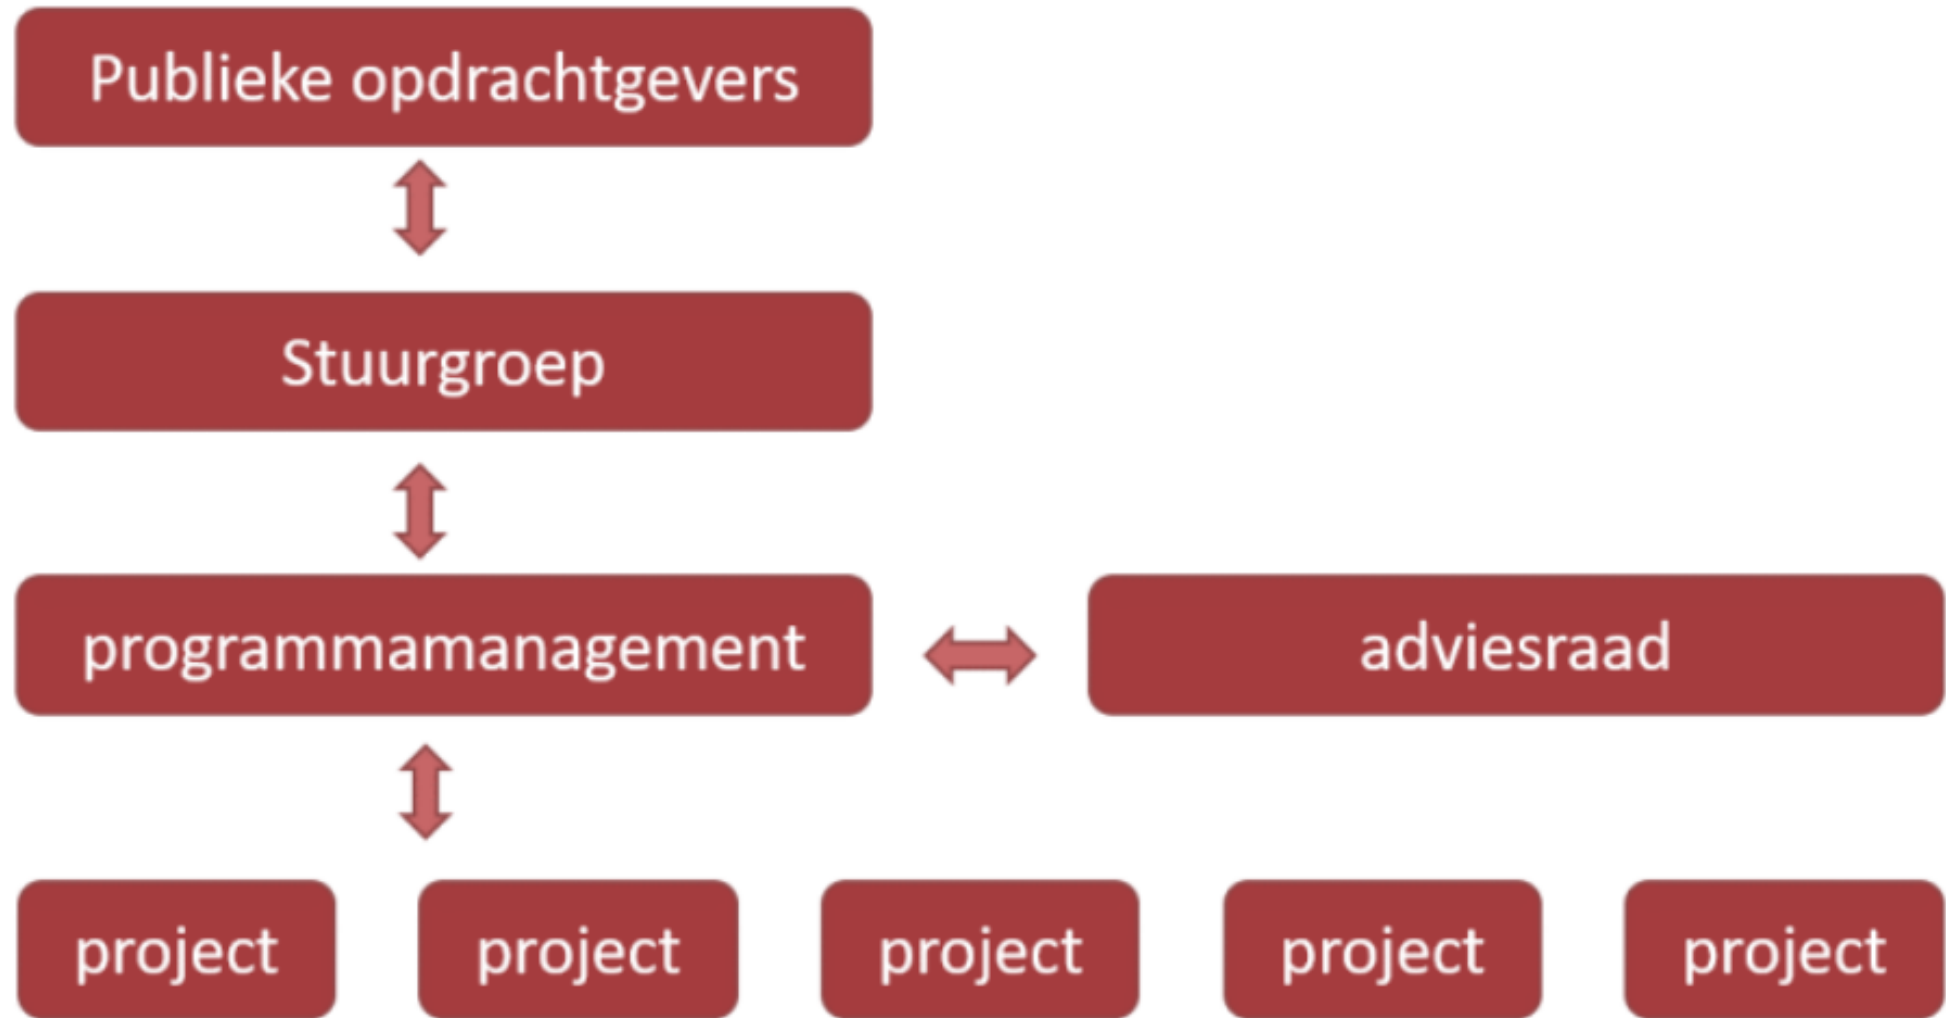 Publieke opdrachtgevers
Stuurgroep
programmamanagement
adviesraad
project
project
project
project
project